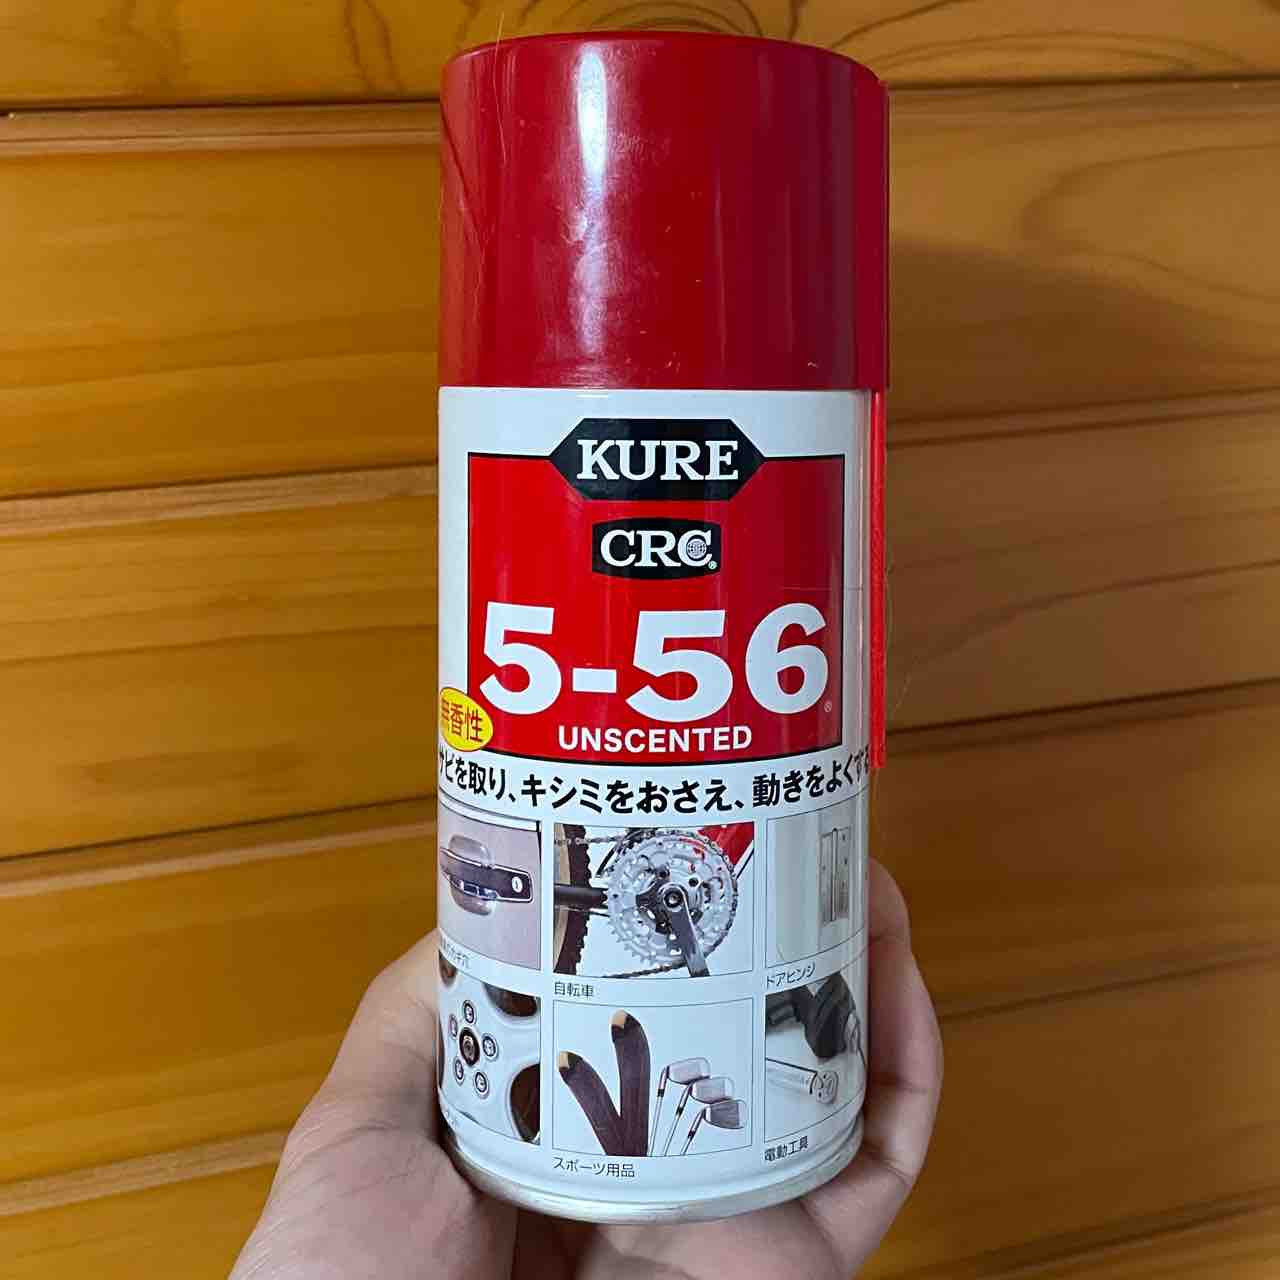 KURE
CRC®
5-56®
無香性
UNSCENTED
サビを取り、キシミをおさえ、動きをよくする
自転車
ドアヒンジ
スポーツ用品
電動工具